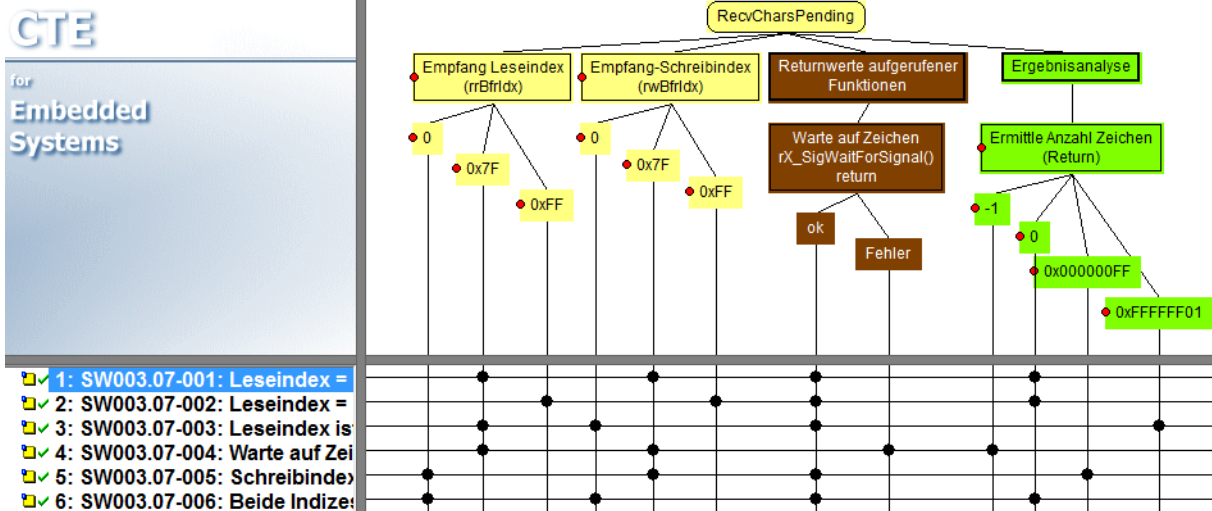 CTE
for
Embedded
Systems
RecvCharsPending
Empfang Leseindex
(rrBfrIdx)
0
0x7F
0xFF
Empfang-Schreibindex
(rwBfrIdx)
0
0x7F
0xFF
Returnwerte aufgerufener
Funktionen
Warte auf Zeichen
rX_SigWaitForSignal()
return
ok
Fehler
Ergebnisanalyse
Ermittle Anzahl Zeichen
(Return)
-1
0
0x000000FF
0xFFFFFF01
1: SW003.07-001: Leseindex =
2: SW003.07-002: Leseindex =
3: SW003.07-003: Leseindex ist
4: SW003.07-004: Warte auf Zei
5: SW003.07-005: Schreibindex
6: SW003.07-006: Beide Indizes